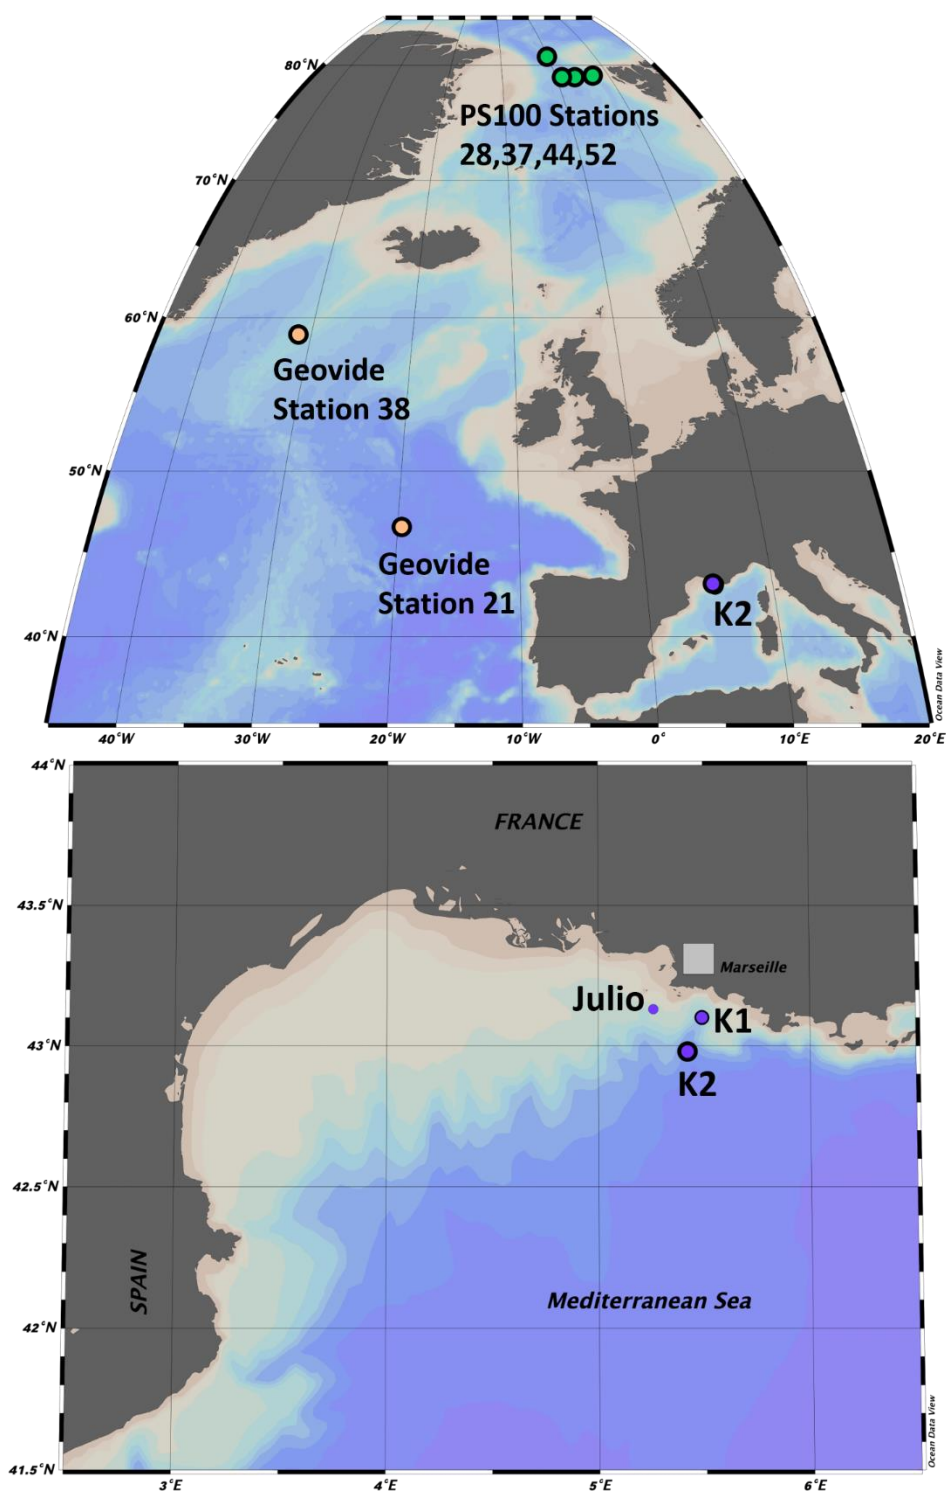 80˚N
PS100 Stations
28,37,44,52
70˚N
60˚N
Geovide
Station 38
50˚N
Geovide
Station 21
K2
40˚N
Ocean Data View
40˚W
30˚W
20˚W
10˚W
0˚
10˚E
20˚E
44˚N
FRANCE
43.5˚N
Marseille
Julio
K1
43˚N
K2
42.5˚N
SPAIN
Mediterranean Sea
42˚N
Ocean Data View
41.5˚N
3˚E
4˚E
5˚E
6˚E